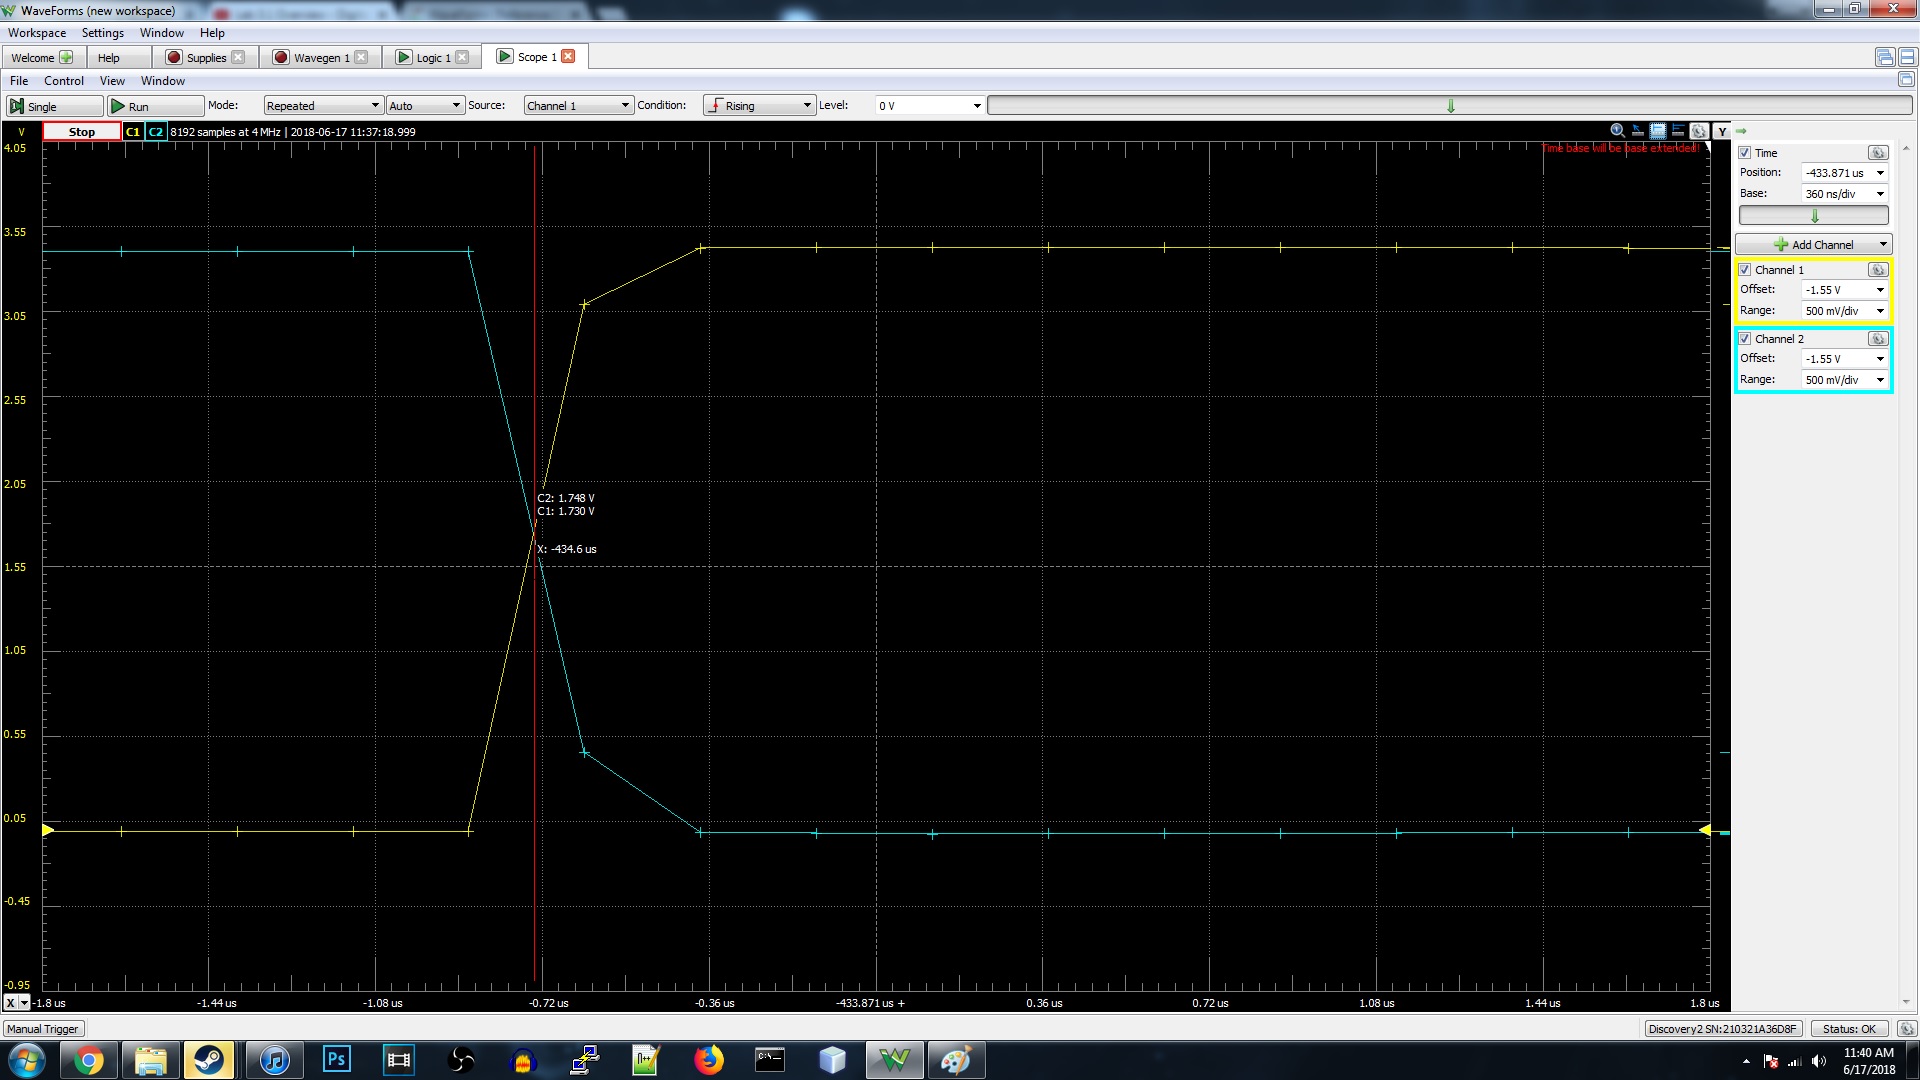 WaveForms (new workspace)
Workspace Settings Window Help
Welcome Help Supplies Wavegen 1 Logic 1 Scope 1
File Control View Window
Single Run Mode: Repeated Auto Source: Channel 1 Condition: Rising Level: 0 V
V Stop C1 C2 8192 samples at 4 MHz | 2018-06-17 11:37:18.999 Y
Time base will be base extended!
4.05
3.55
3.05
2.55
2.05
1.55
1.05
0.55
0.05
-0.45
-0.95
C2: 1.748 V
C1: 1.730 V
X: -434.6 us
X -1.8 us -1.44 us -1.08 us -0.72 us -0.36 us -433.871 us + 0.36 us 0.72 us 1.08 us 1.44 us 1.8 us
Time
Position: -433.871 us
Base: 360 ns/div
Add Channel
Channel 1
Offset: -1.55 V
Range: 500 mV/div
Channel 2
Offset: -1.55 V
Range: 500 mV/div
Manual Trigger Discovery2 SN:210321A36D8F Status: OK
Ps
C:\_
11:40 AM
6/17/2018